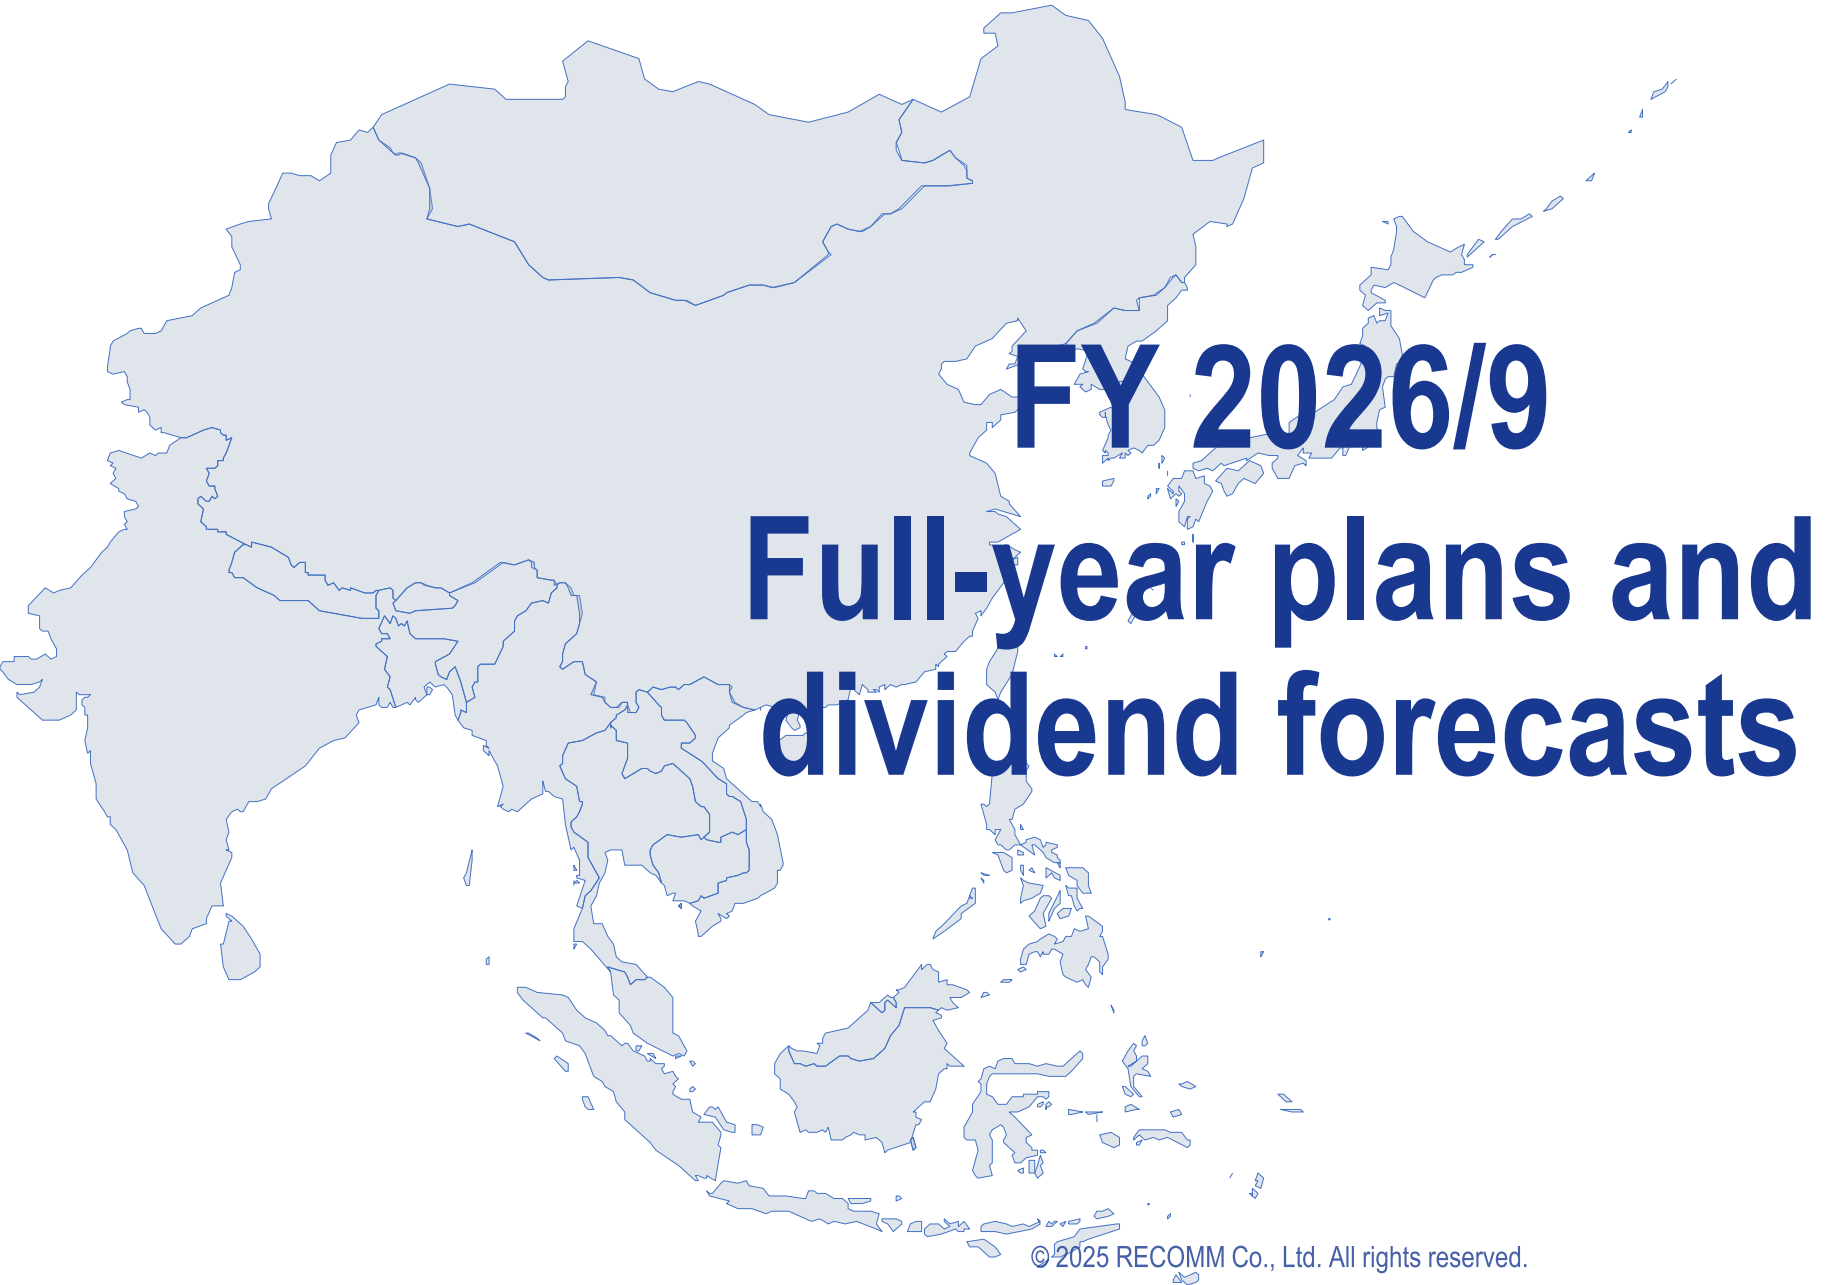 FY 2026/9
Full-year plans and
dividend forecasts
© 2025 RECOMM Co., Ltd. All rights reserved.